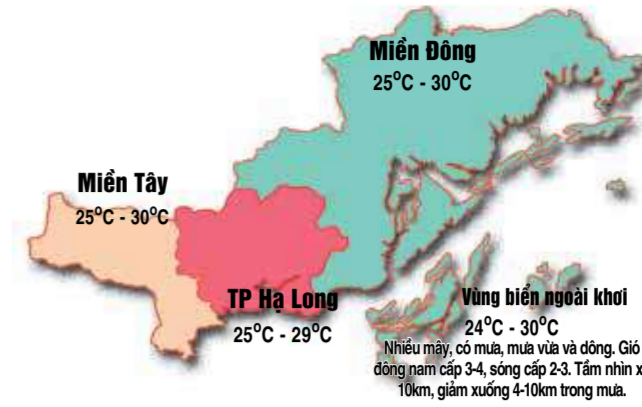 Miền Đông
25°C - 30°C
Miền Tây
25°C - 30°C
TP Hạ Long
25°C - 29°C
Vùng biển ngoài khơi
24°C - 30°C
Nhiều mây, có mưa, mưa vừa và dông. Gió
đông nam cấp 3-4, sóng cấp 2-3. Tầm nhìn x
10km, giảm xuống 4-10km trong mưa.